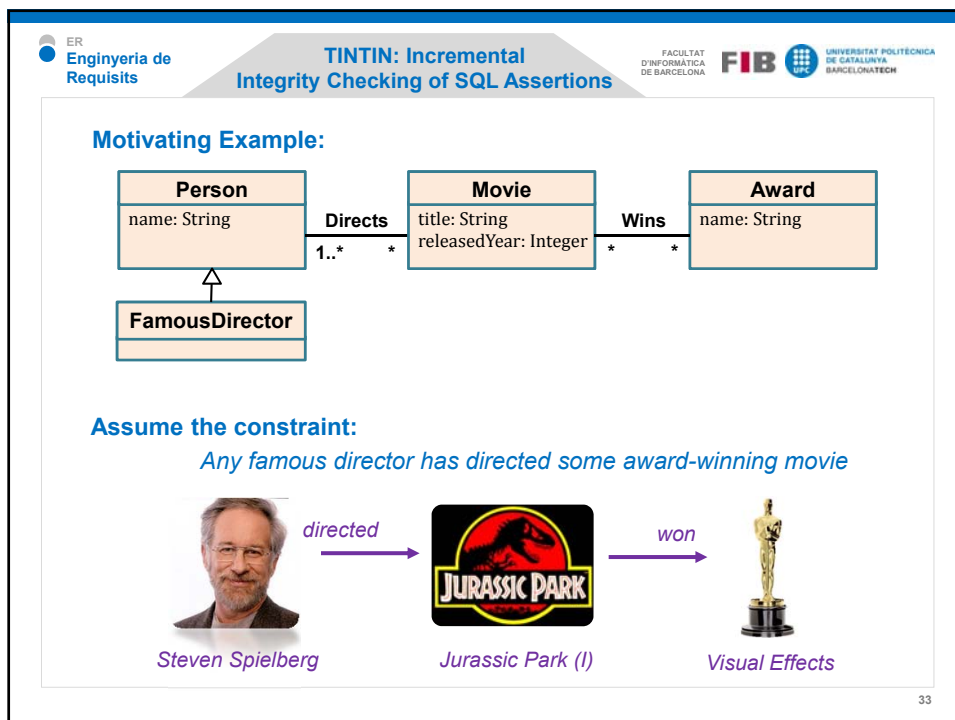 ER
Enginyeria de
Requisits
TINTIN: Incremental
Integrity Checking of SQL Assertions
FACULTAT
D'INFORMÀTICA
DE BARCELONA
FIB
UPC
UNIVERSITAT POLITÈCNICA
DE CATALUNYA
BARCELONATECH
Motivating Example:
Person
name: String
Directs
1..* *
Movie
title: String
releasedYear: Integer
Wins
* *
Award
name: String
FamousDirector
Assume the constraint:
Any famous director has directed some award-winning movie
directed
JURASSIC PARK
won
Steven Spielberg
Jurassic Park (I)
Visual Effects
33